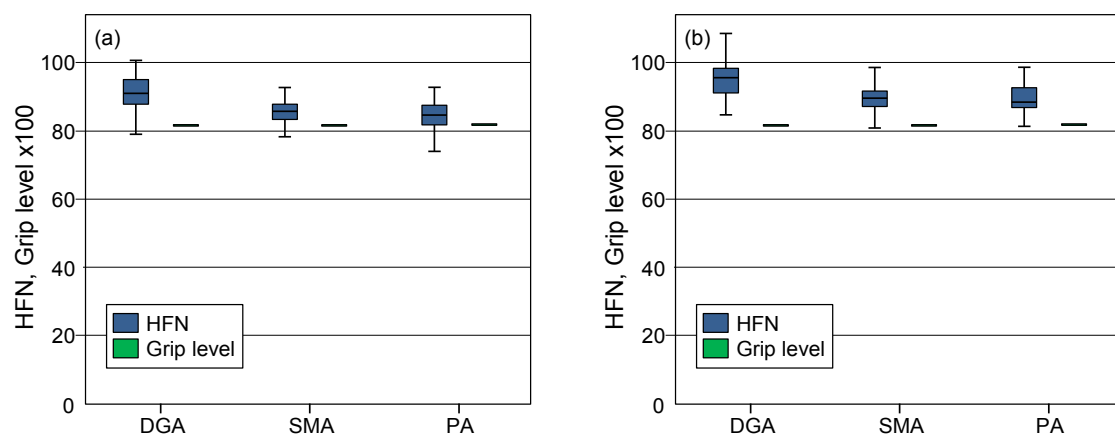 (a)
HFN, Grip level x100
100
80
60
40
20
0
HFN
Grip level
DGA SMA PA
(b)
HFN, Grip level x100
100
80
60
40
20
0
HFN
Grip level
DGA SMA PA